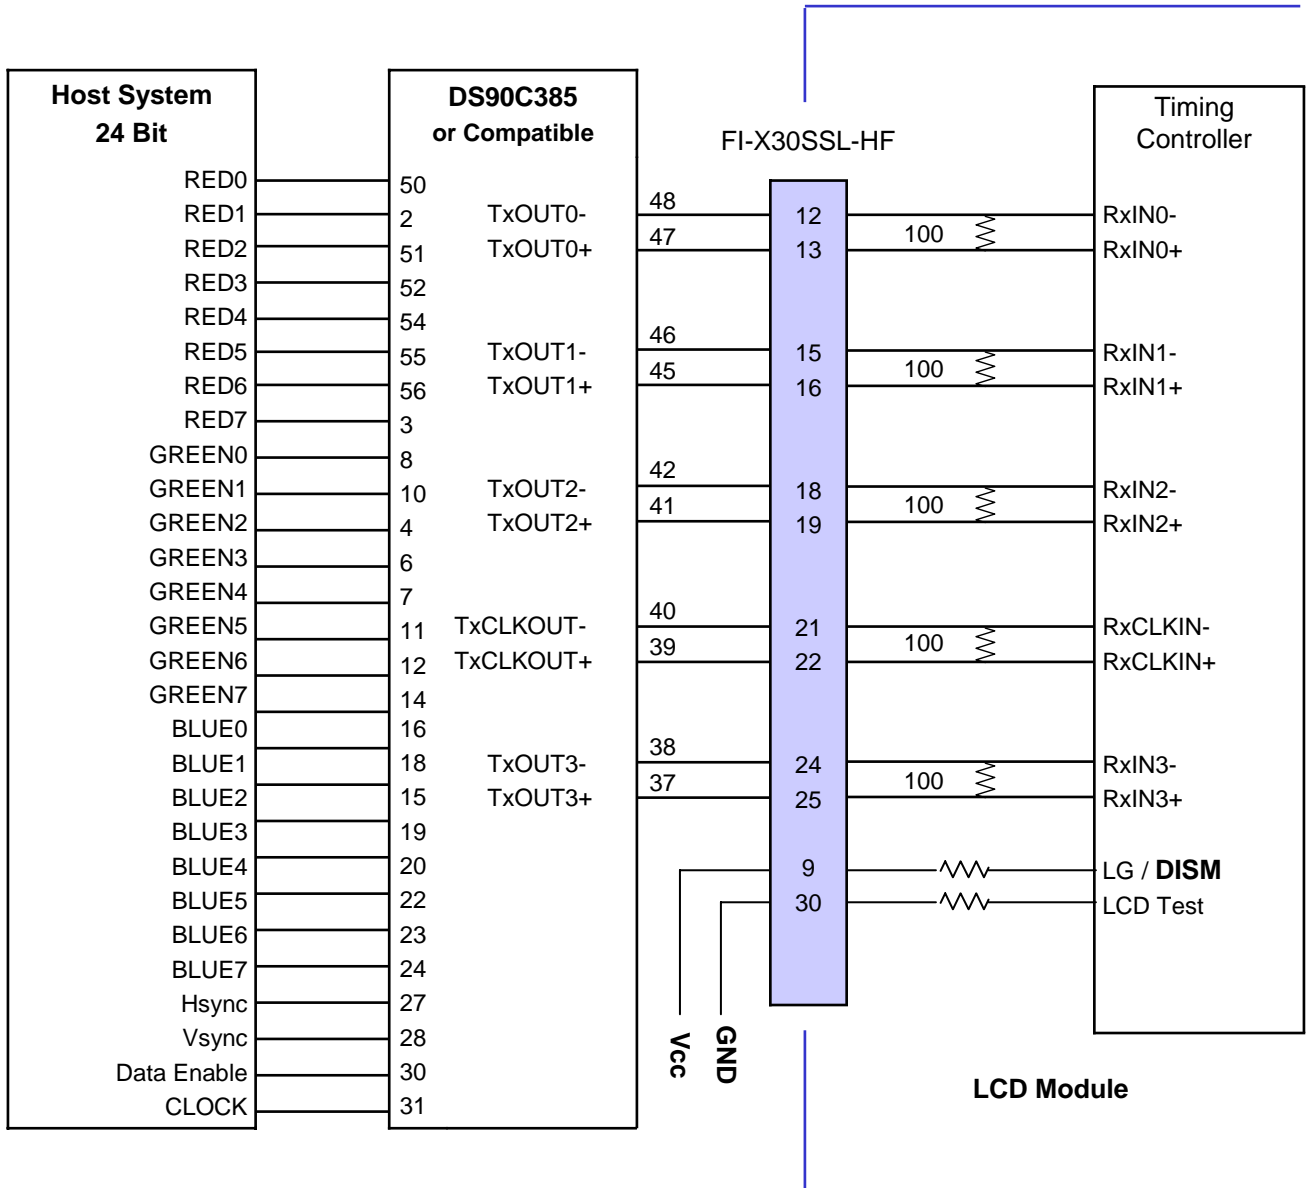 Host System
24 Bit
RED0
RED1
RED2
RED3
RED4
RED5
RED6
RED7
GREEN0
GREEN1
GREEN2
GREEN3
GREEN4
GREEN5
GREEN6
GREEN7
BLUE0
BLUE1
BLUE2
BLUE3
BLUE4
BLUE5
BLUE6
BLUE7
Hsync
Vsync
Data Enable
CLOCK
DS90C385
or Compatible
50
2
51
52
54
55
56
3
8
10
4
6
7
11
12
14
16
18
15
19
20
22
23
24
27
28
30
31
TxOUT0-
TxOUT0+
TxOUT1-
TxOUT1+
TxOUT2-
TxOUT2+
TxCLKOUT-
TxCLKOUT+
TxOUT3-
TxOUT3+
48
47
46
45
42
41
40
39
38
37
Vcc
GND
FI-X30SSL-HF
12
13
15
16
18
19
21
22
24
25
9
30
100
100
100
100
100
Timing
Controller
RxIN0-
RxIN0+
RxIN1-
RxIN1+
RxIN2-
RxIN2+
RxCLKIN-
RxCLKIN+
RxIN3-
RxIN3+
LG / DISM
LCD Test
LCD Module